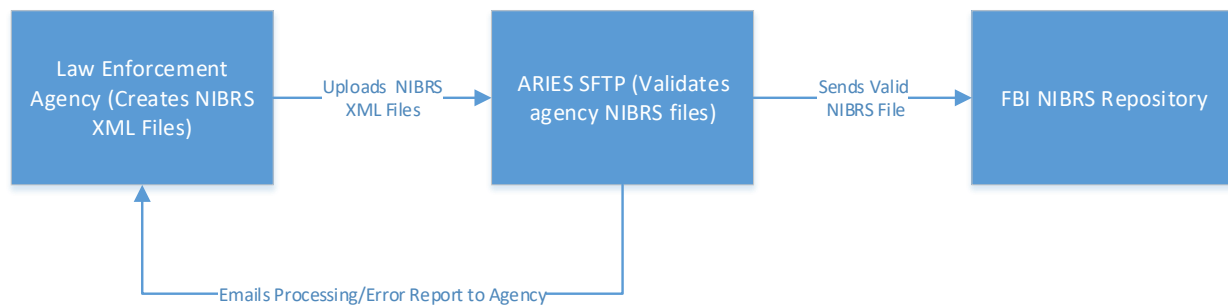 Law Enforcement
Agency (Creates NIBRS
XML Files)
Uploads NIBRS
XML Files
ARIES SFTP (Validates
agency NIBRS files)
Sends Valid
NIBRS File
FBI NIBRS Repository
Emails Processing/Error Report to Agency